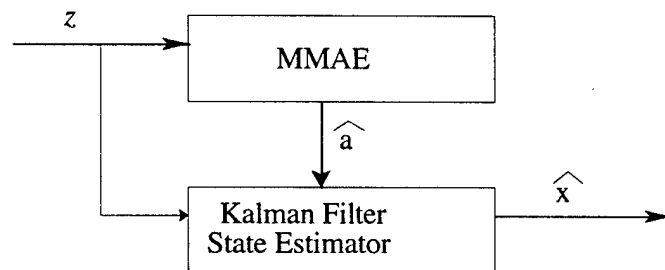 z
MMAE
â
Kalman Filter
State Estimator
x̂